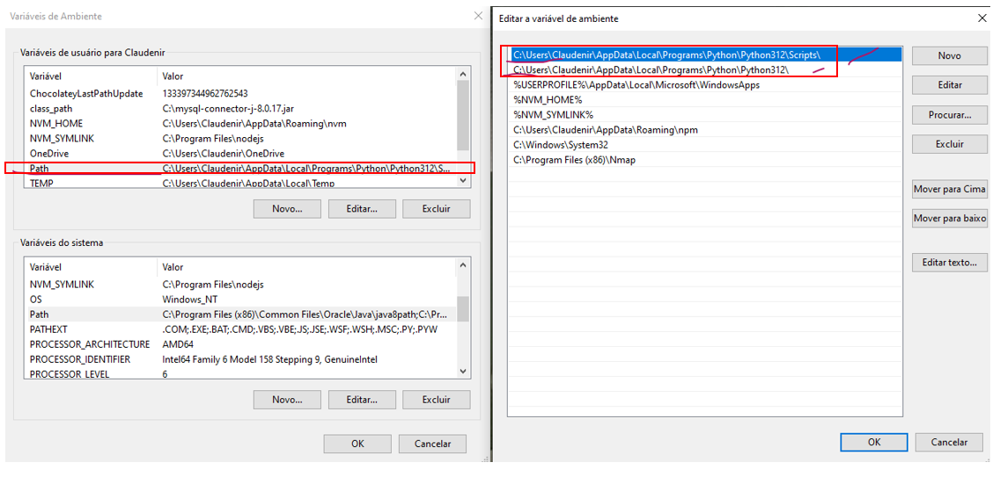 Variáveis de Ambiente
Variáveis de usuário para Claudenir
Variável Valor
ChocolateyLastPathUpdate 133397344962762543
class_path C:\mysql-connector-j-8.0.17.jar
NVM_HOME C:\Users\Claudenir\AppData\Roaming\nvm
NVM_SYMLINK C:\Program Files\nodejs
OneDrive C:\Users\Claudenir\OneDrive
Path C:\Users\Claudenir\AppData\Local\Programs\Python\Python312\S...
TEMP C:\Users\Claudenir\AppData\Local\Temp
Novo... Editar... Excluir
Variáveis do sistema
Variável Valor
NVM_SYMLINK C:\Program Files\nodejs
OS Windows_NT
Path C:\Program Files (x86)\Common Files\Oracle\Java\java8path;C:\Pr...
PATHEXT .COM;.EXE;.BAT;.CMD;.VBS;.VBE;.JS;.JSE;.WSF;.WSH;.MSC;.PY;.PYW
PROCESSOR_ARCHITECTURE AMD64
PROCESSOR_IDENTIFIER Intel64 Family 6 Model 158 Stepping 9, GenuineIntel
PROCESSOR_LEVEL 6
Novo... Editar... Excluir
OK Cancelar
Editar a variável de ambiente
C:\Users\Claudenir\AppData\Local\Programs\Python\Python312\Scripts\
C:\Users\Claudenir\AppData\Local\Programs\Python\Python312\
%USERPROFILE%\AppData\Local\Microsoft\WindowsApps
%NVM_HOME%
%NVM_SYMLINK%
C:\Users\Claudenir\AppData\Roaming\npm
C:\Windows\System32
C:\Program Files (x86)\Nmap
Novo
Editar
Procurar...
Excluir
Mover para Cima
Mover para baixo
Editar texto...
OK Cancelar